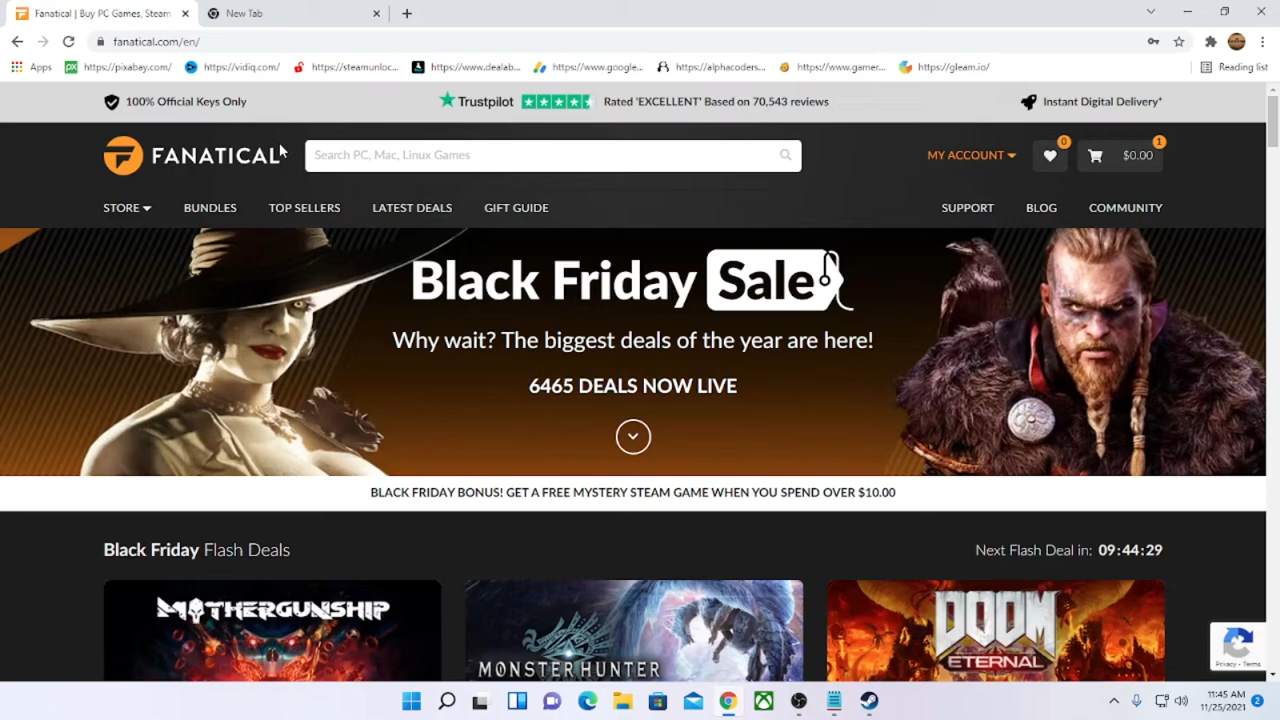 Fanatical | Buy PC Games, Steam
New Tab
fanatical.com/en/
Apps
https://pixabay.com/
https://vidiq.com/
https://steamunloc...
https://www.dealab...
https://www.google...
https://alphacoders...
https://www.gamer...
https://gleam.io/
Reading list
100% Official Keys Only
Trustpilot
Rated 'EXCELLENT' Based on 70,543 reviews
Instant Digital Delivery*
FANATICAL
Search PC, Mac, Linux Games
MY ACCOUNT
0
1
$0.00
STORE
BUNDLES
TOP SELLERS
LATEST DEALS
GIFT GUIDE
SUPPORT
BLOG
COMMUNITY
Black Friday Sale
Why wait? The biggest deals of the year are here!
6465 DEALS NOW LIVE
BLACK FRIDAY BONUS! GET A FREE MYSTERY STEAM GAME WHEN YOU SPEND OVER $10.00
Black Friday Flash Deals
Next Flash Deal in: 09:44:29
MOTHERGUNSHIP
MONSTER HUNTER
DOOM
ETERNAL
Privacy - Terms
11:45 AM
11/25/2021
2